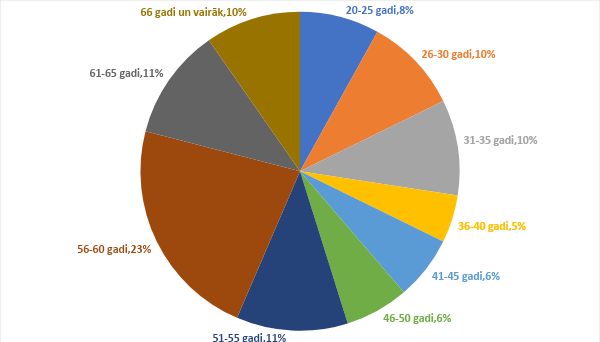 66 gadi un vairāk,10%
20-25 gadi,8%
26-30 gadi,10%
61-65 gadi,11%
31-35 gadi,10%
36-40 gadi,5%
56-60 gadi,23%
41-45 gadi,6%
46-50 gadi,6%
51-55 gadi,11%